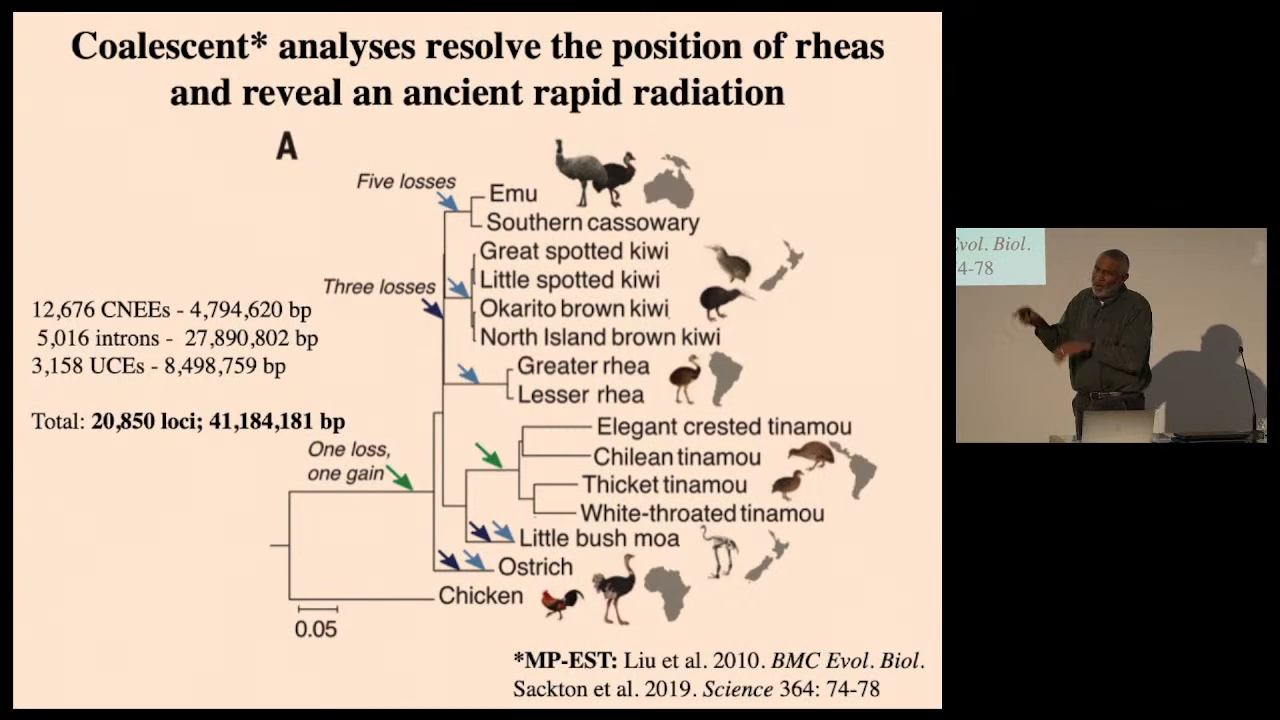 Coalescent* analyses resolve the position of rheas
and reveal an ancient rapid radiation
A
Five losses
Emu
Southern cassowary
Great spotted kiwi
Little spotted kiwi
Three losses
Okarito brown kiwi
North Island brown kiwi
12,676 CNEEs - 4,794,620 bp
5,016 introns - 27,890,802 bp
3,158 UCEs - 8,498,759 bp
Greater rhea
Lesser rhea
Total: 20,850 loci; 41,184,181 bp
Elegant crested tinamou
One loss,
one gain
Chilean tinamou
Thicket tinamou
White-throated tinamou
Little bush moa
Ostrich
Chicken
0.05
*MP-EST: Liu et al. 2010. BMC Evol. Biol.
Sackton et al. 2019. Science 364: 74-78
Evol. Biol.
4-78